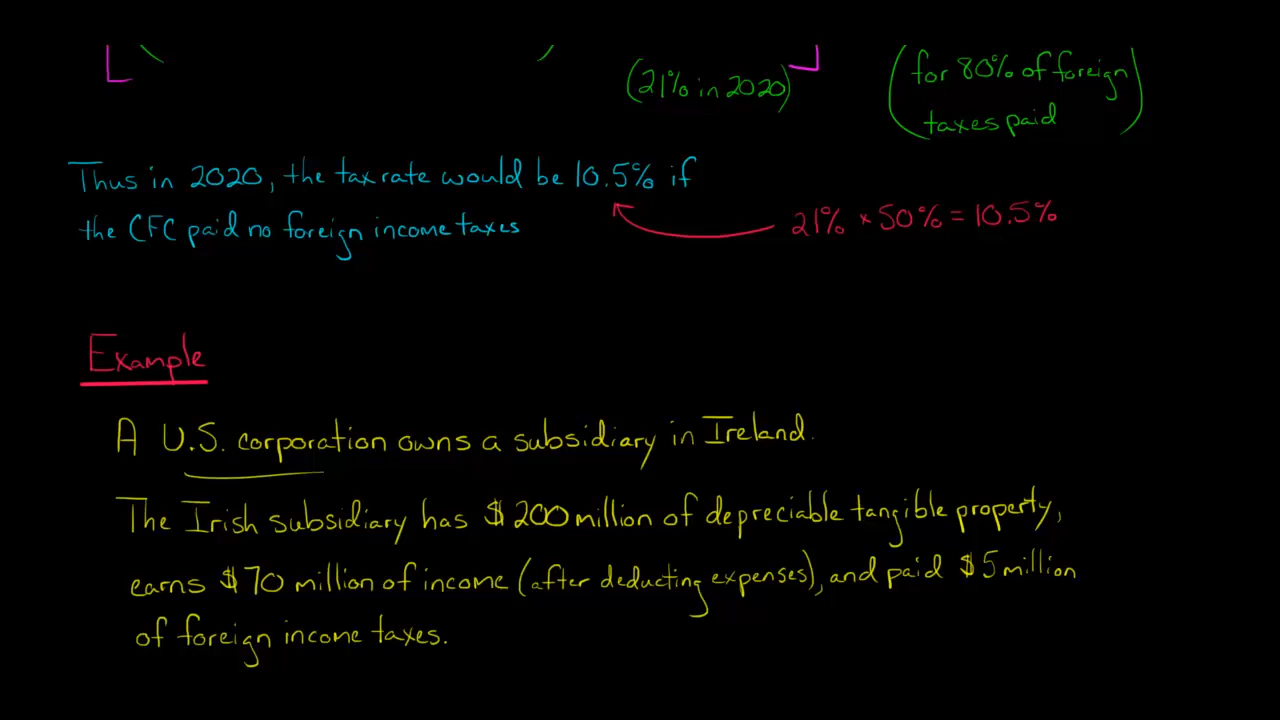 (21% in 2020)
(for 80% of foreign
taxes paid)
Thus in 2020, the tax rate would be 10.5% if
the CFC paid no foreign income taxes
21% × 50% = 10.5%
Example
A U.S. corporation owns a subsidiary in Ireland.
The Irish subsidiary has $200 million of depreciable tangible property,
earns $70 million of income (after deducting expenses), and paid $5 million
of foreign income taxes.